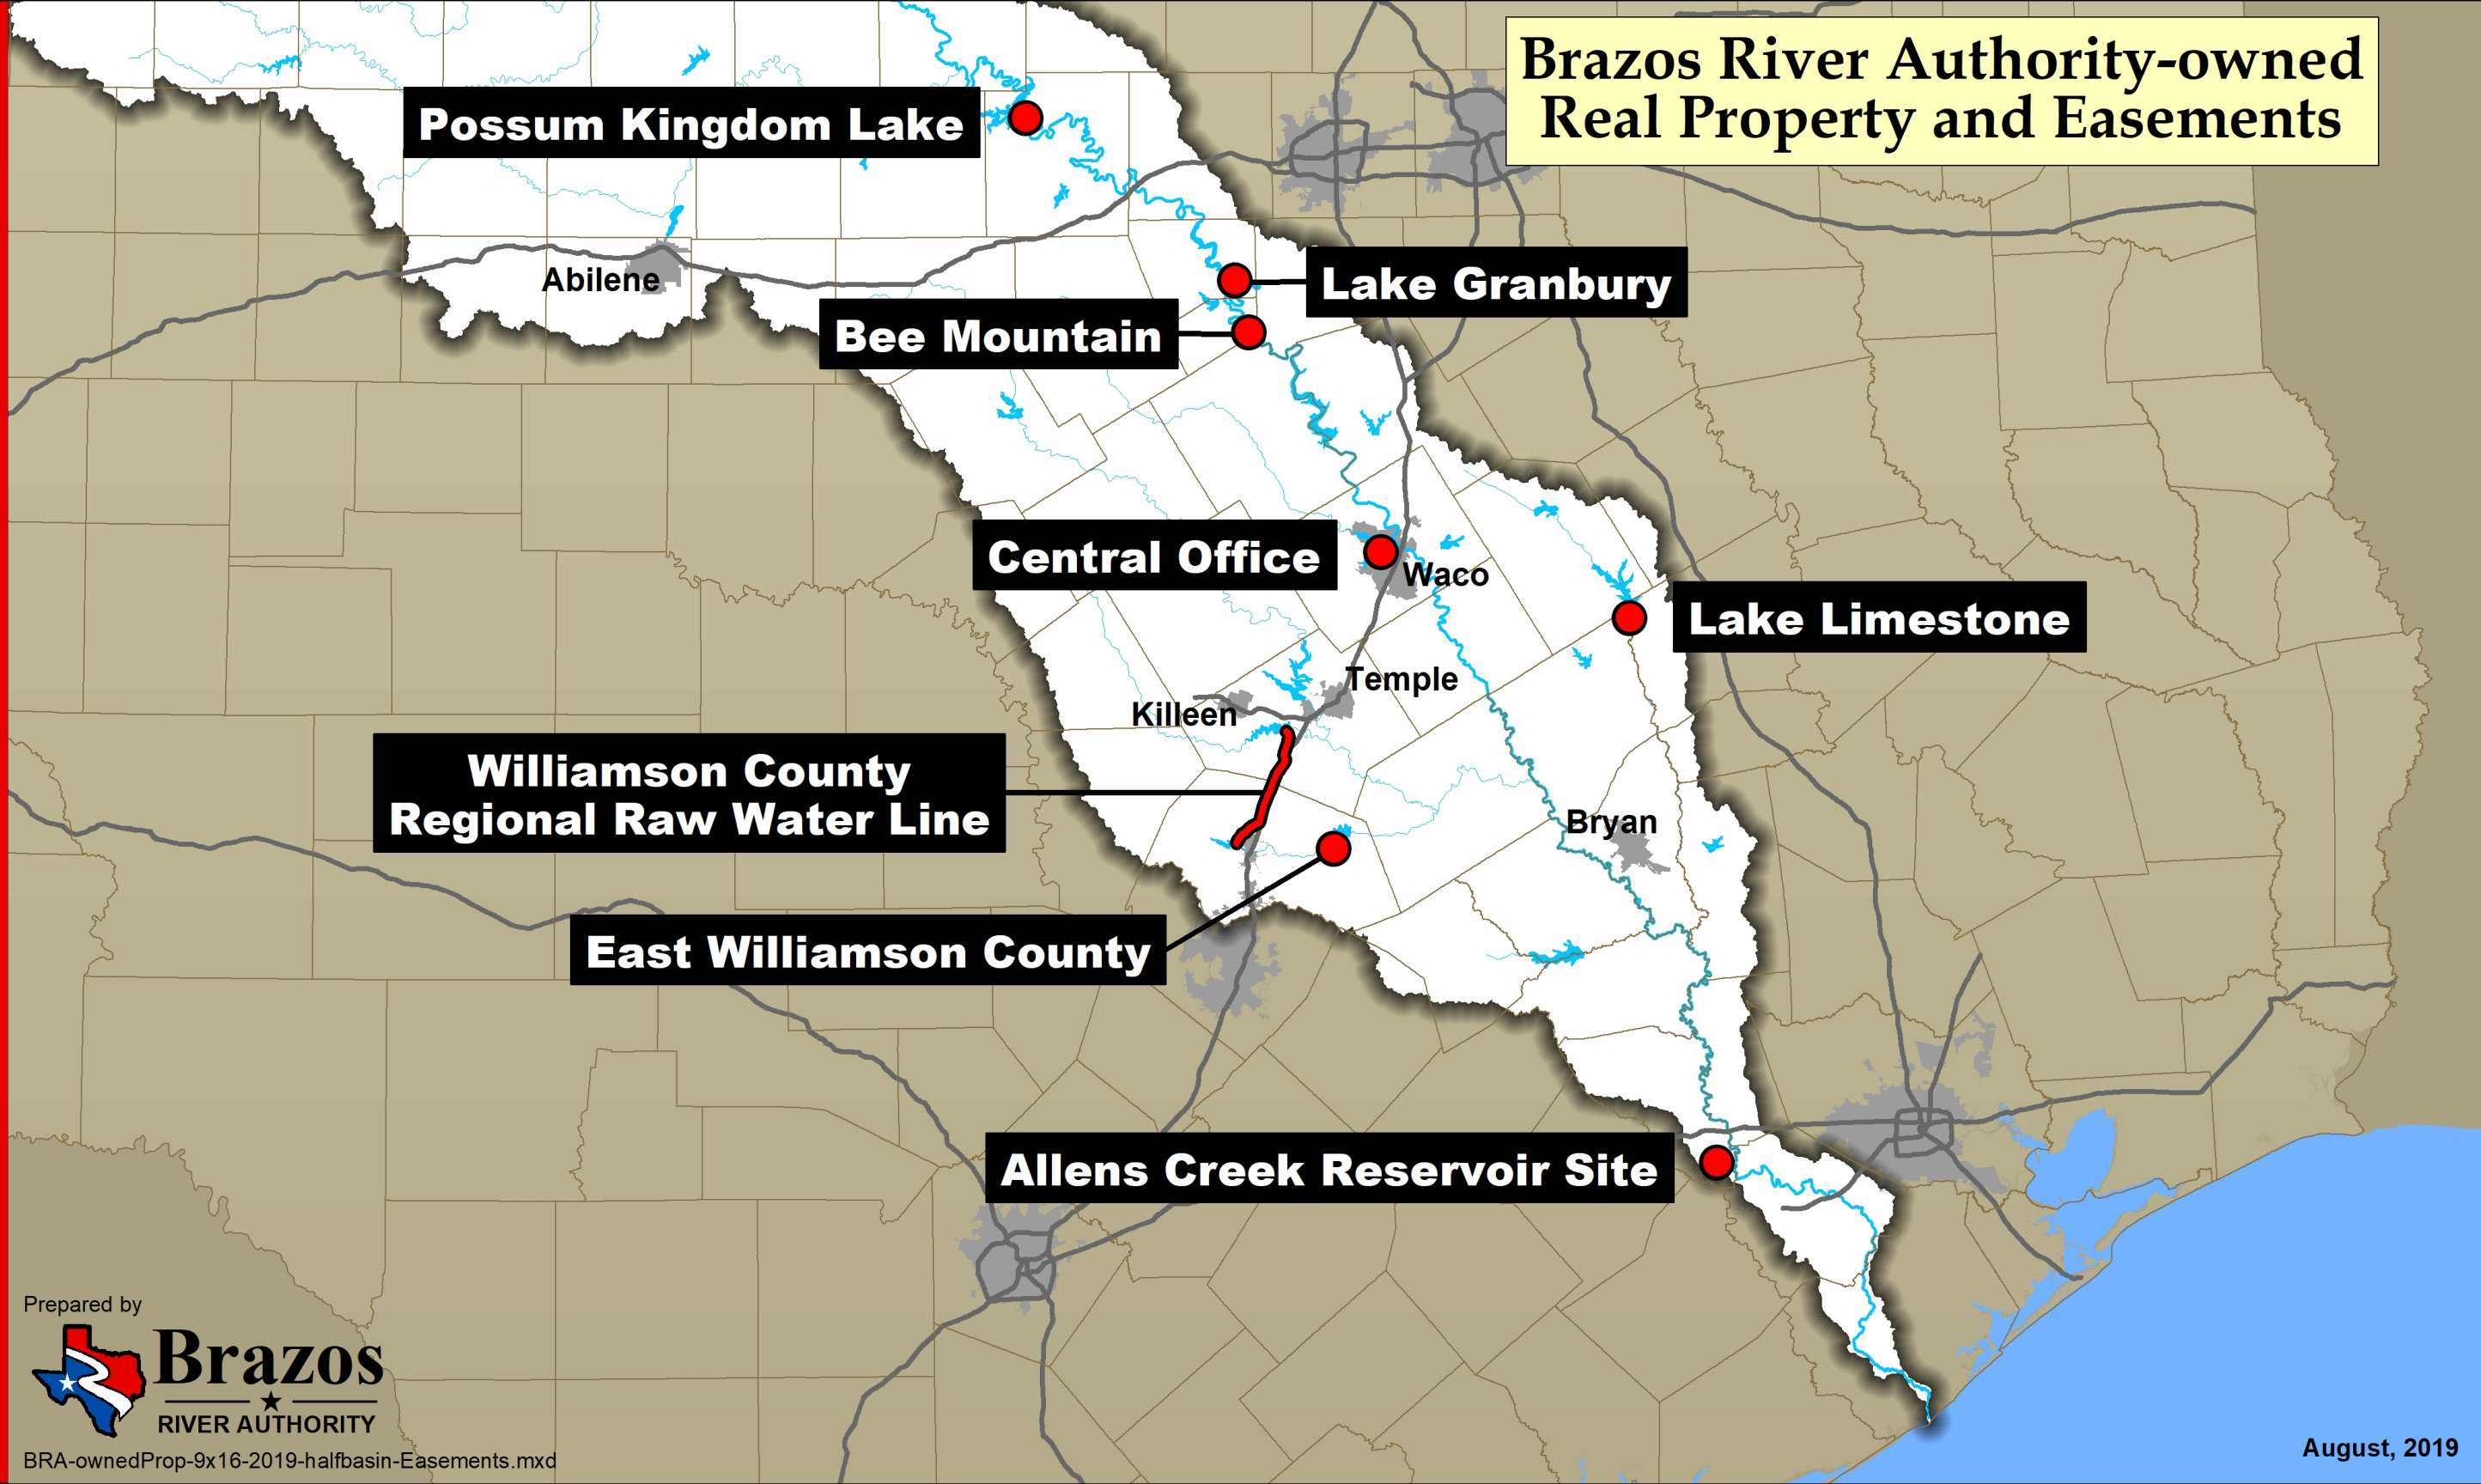 Brazos River Authority-owned
Real Property and Easements
Possum Kingdom Lake
Abilene
Lake Granbury
Bee Mountain
Central Office
Waco
Lake Limestone
Temple
Killeen
Williamson County
Regional Raw Water Line
Bryan
East Williamson County
Allens Creek Reservoir Site
Prepared by
Brazos
RIVER AUTHORITY
BRA-ownedProp-9x16-2019-halfbasin-Easements.mxd
August, 2019